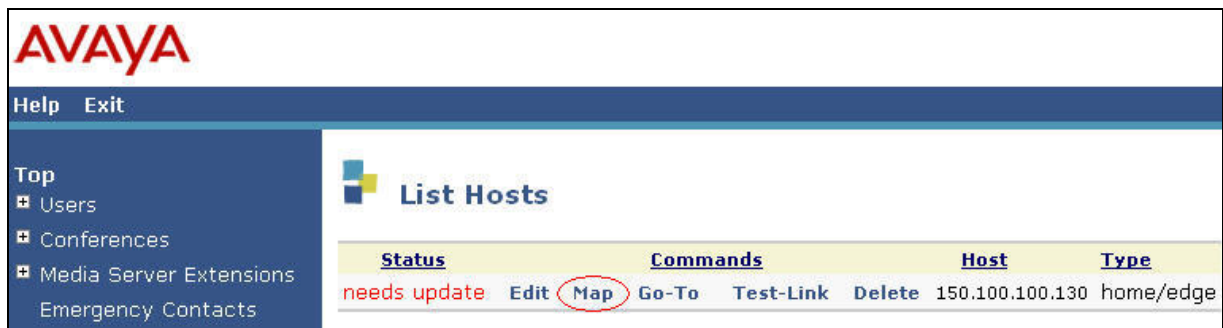 AVAYA
Help Exit
Top
Users
Conferences
Media Server Extensions
Emergency Contacts
List Hosts
Status Commands Host Type
needs update Edit Map Go-To Test-Link Delete 150.100.100.130 home/edge